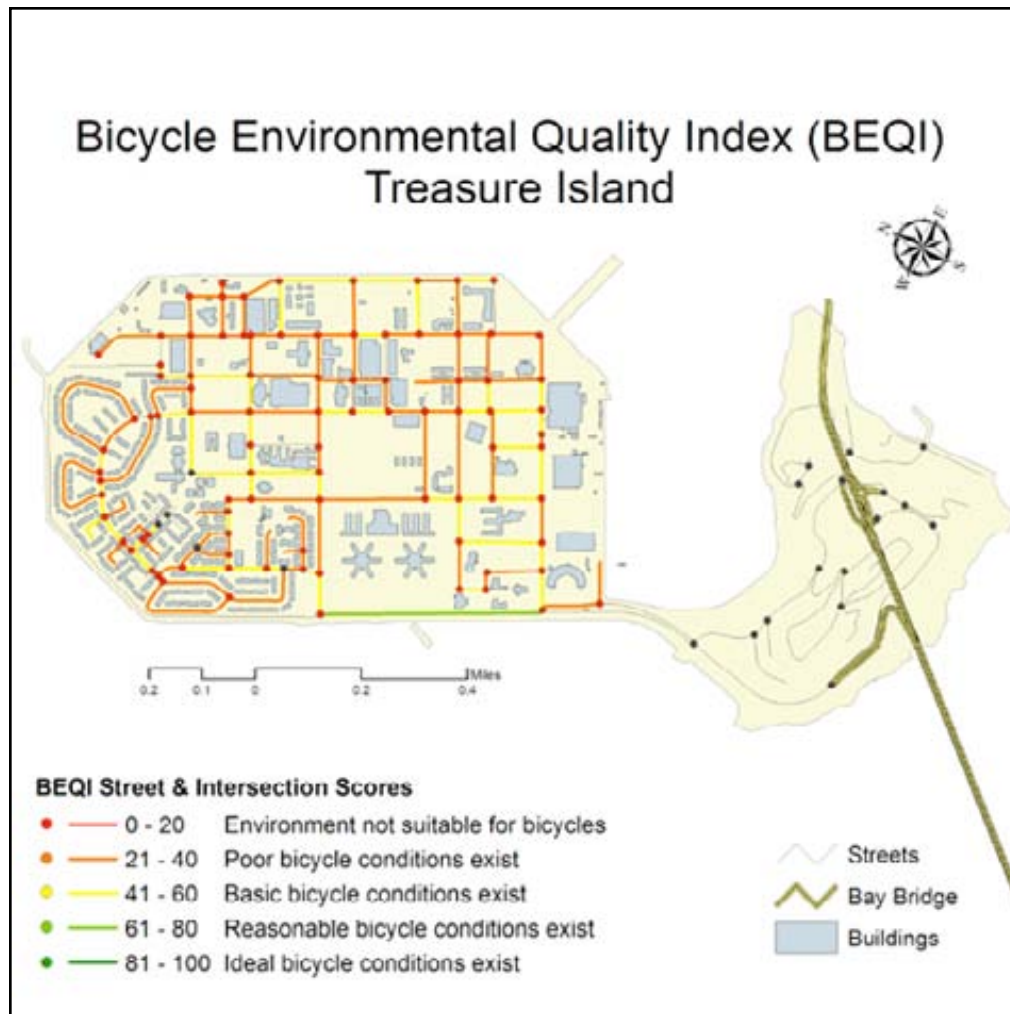 Bicycle Environmental Quality Index (BEQI)
Treasure Island
N
E
W
S
0.2 0.1 0 0.2 0.4 Miles
BEQI Street & Intersection Scores
0 - 20 Environment not suitable for bicycles
21 - 40 Poor bicycle conditions exist
41 - 60 Basic bicycle conditions exist
61 - 80 Reasonable bicycle conditions exist
81 - 100 Ideal bicycle conditions exist
Streets
Bay Bridge
Buildings